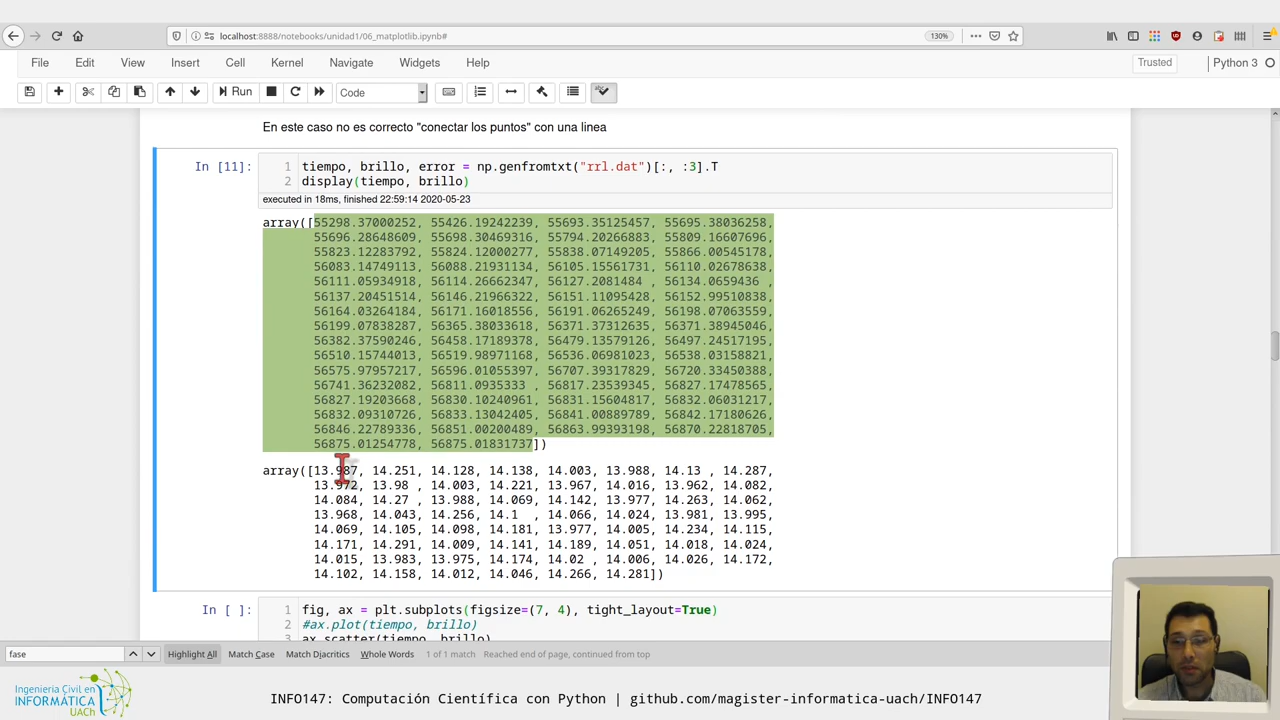 localhost:8888/notebooks/unidad1/06_matplotlib.ipynb#
130%
File Edit View Insert Cell Kernel Navigate Widgets Help
Trusted
Python 3
Run
Code
En este caso no es correcto "conectar los puntos" con una linea
In [11]:
1 tiempo, brillo, error = np.genfromtxt("rrl.dat")[:, :3].T
2 display(tiempo, brillo)
executed in 18ms, finished 22:59:14 2020-05-23
array([55298.37000252, 55426.19242239, 55693.35125457, 55695.38036258,
55696.28648609, 55698.30469316, 55794.20266883, 55809.16607696,
55823.12283792, 55824.12000277, 55838.07149205, 55866.00545178,
56083.14749113, 56088.21931134, 56105.15561731, 56110.02678638,
56111.05934918, 56114.26662347, 56127.2081484 , 56134.0659436 ,
56137.20451514, 56146.21966322, 56151.11095428, 56152.99510838,
56164.03264184, 56171.16018556, 56191.06265249, 56198.07063559,
56199.07838287, 56365.38033618, 56371.37312635, 56371.38945046,
56382.37590246, 56458.17189378, 56479.13579126, 56497.24517195,
56510.15744013, 56519.98971168, 56536.06981023, 56538.03158821,
56575.97957217, 56596.01055397, 56707.39317829, 56720.33450388,
56741.36232082, 56811.0935333 , 56817.23539345, 56827.17478565,
56827.19203668, 56830.10240961, 56831.15604817, 56832.06031217,
56832.09310726, 56833.13042405, 56841.00889789, 56842.17180626,
56846.22789336, 56851.00200489, 56863.99393198, 56870.22818705,
56875.01254778, 56875.01831737])
array([13.987, 14.251, 14.128, 14.138, 14.003, 13.988, 14.13 , 14.287,
13.972, 13.98 , 14.003, 14.221, 13.967, 14.016, 13.962, 14.082,
14.084, 14.27 , 13.988, 14.069, 14.142, 13.977, 14.263, 14.062,
13.968, 14.043, 14.256, 14.1 , 14.066, 14.024, 13.981, 13.995,
14.069, 14.105, 14.098, 14.181, 13.977, 14.005, 14.234, 14.115,
14.171, 14.291, 14.009, 14.141, 14.189, 14.051, 14.018, 14.024,
14.015, 13.983, 13.975, 14.174, 14.02 , 14.006, 14.026, 14.172,
14.102, 14.158, 14.012, 14.046, 14.266, 14.281])
In [ ]:
1 fig, ax = plt.subplots(figsize=(7, 4), tight_layout=True)
2 #ax.plot(tiempo, brillo)
3 ax.scatter(tiempo, brillo)
fase
Highlight All Match Case Match Diacritics Whole Words 1 of 1 match Reached end of page, continued from top
Ingeniería Civil en
INFORMÁTICA
UACh
INFO147: Computación Científica con Python | github.com/magister-informatica-uach/INFO147